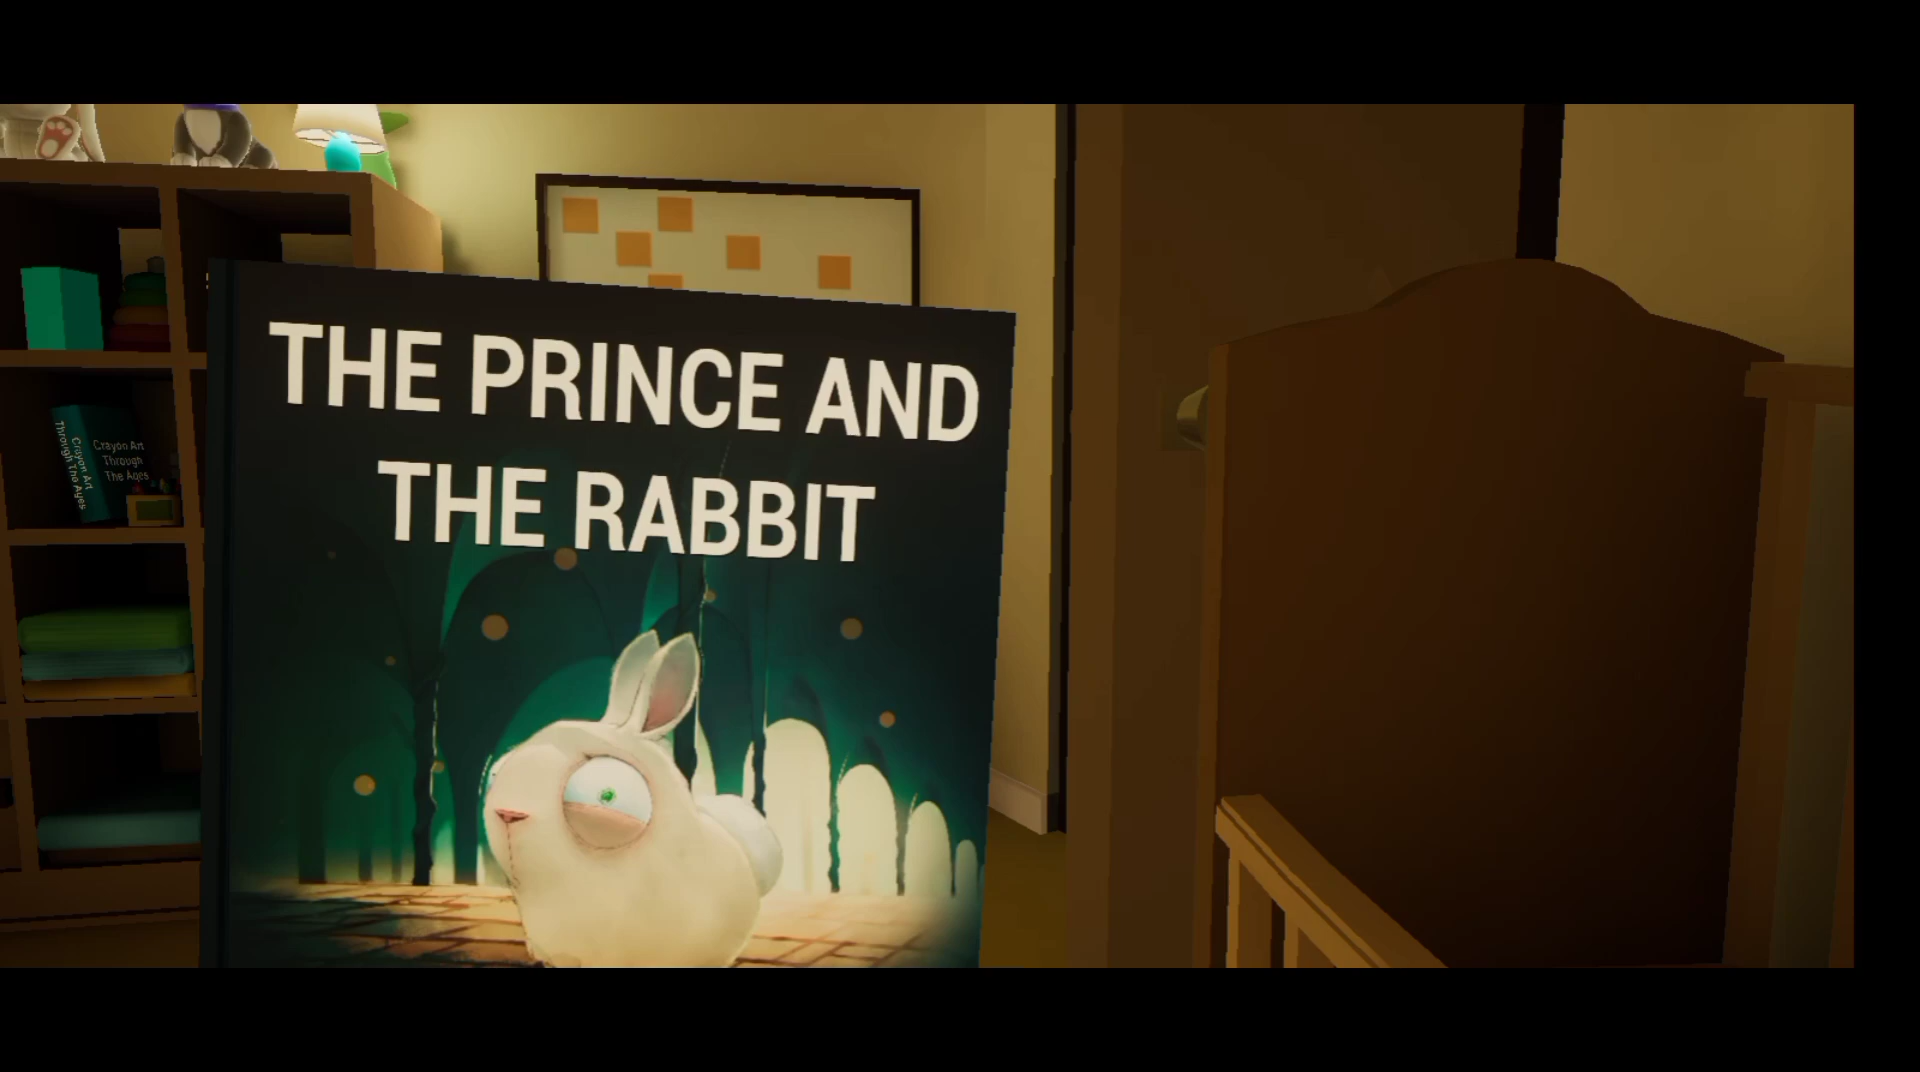 THE PRINCE AND
THE RABBIT
Crayon Art
Through The Ages
Crayon Art
Through
The Ages